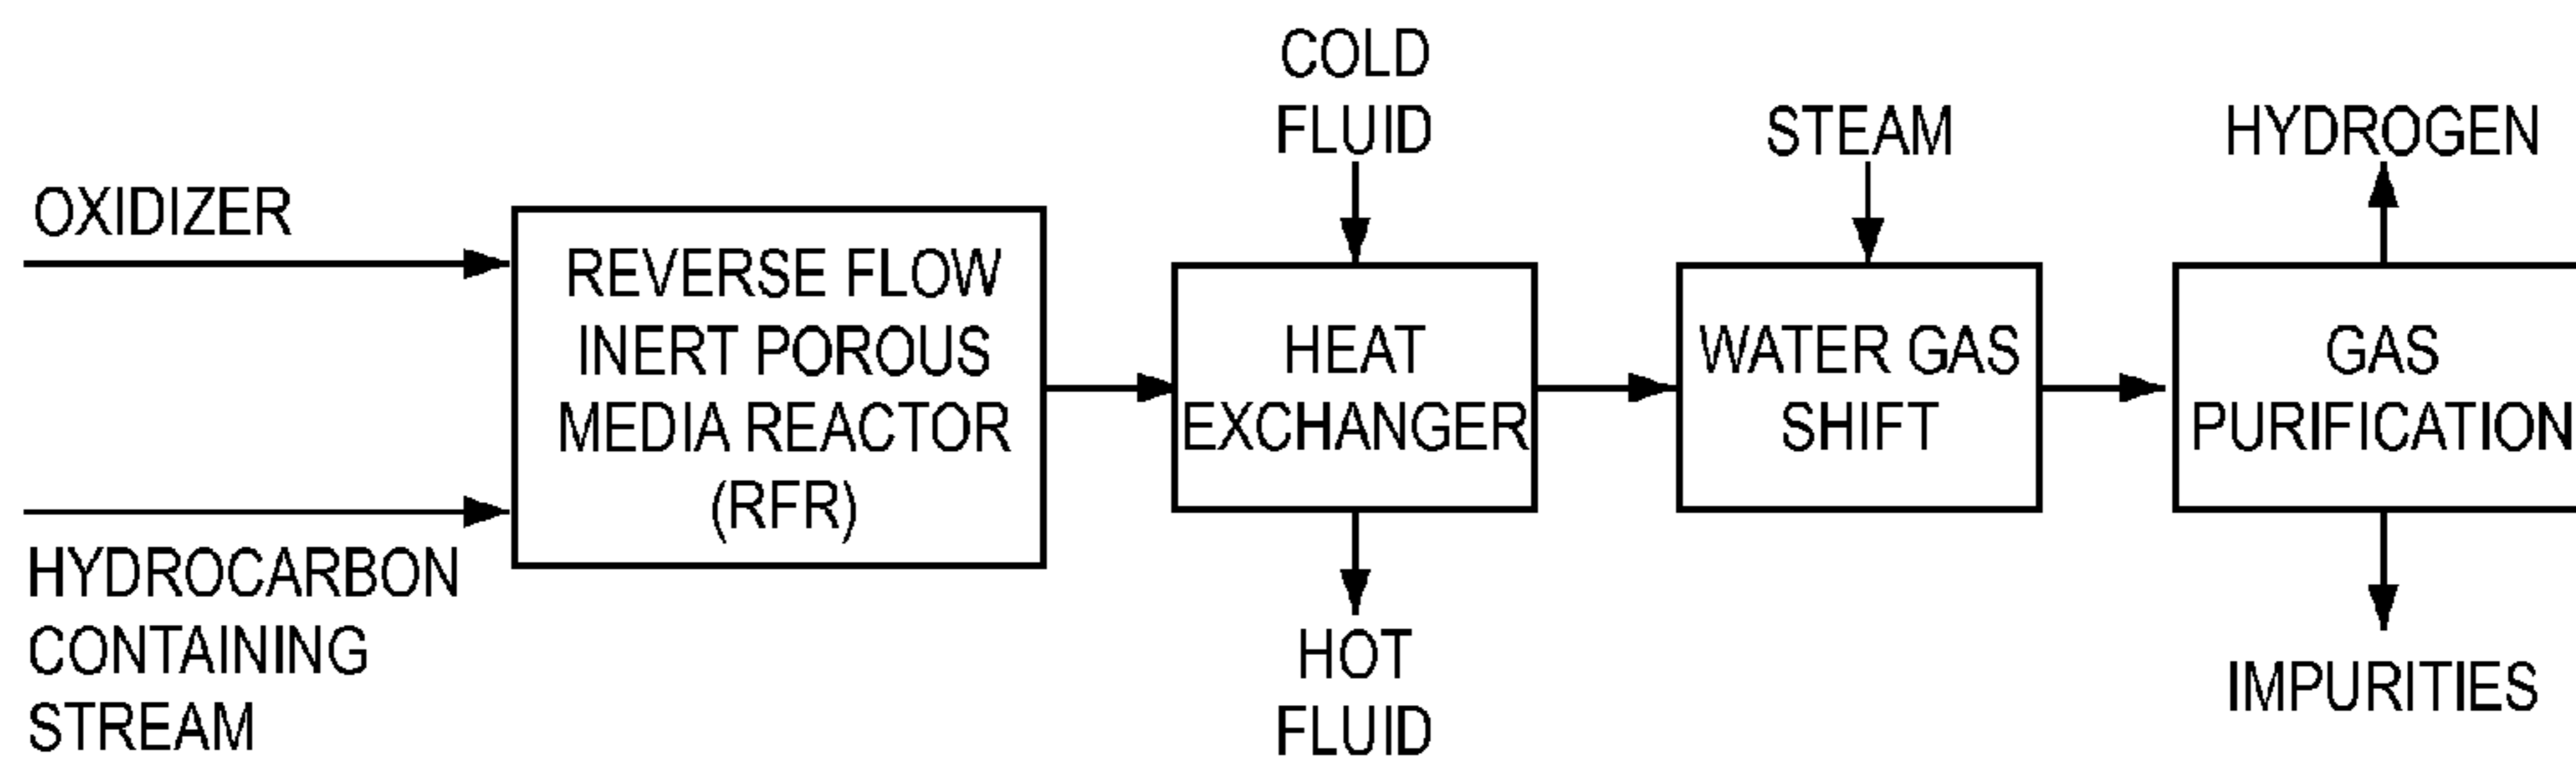 OXIDIZER
HYDROCARBON
CONTAINING
STREAM
REVERSE FLOW
INERT POROUS
MEDIA REACTOR
(RFR)
COLD
FLUID
HEAT
EXCHANGER
HOT
FLUID
STEAM
WATER GAS
SHIFT
HYDROGEN
GAS
PURIFICATION
IMPURITIES